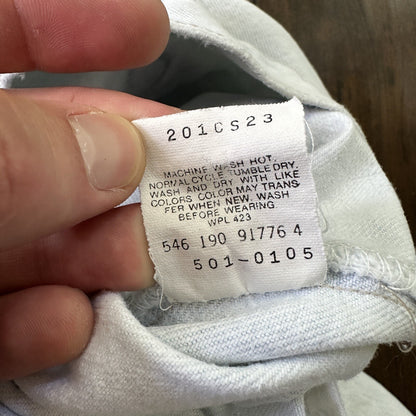 201CS23
MACHINE WASH HOT,
NORMAL CYCLE, TUMBLE DRY,
WASH AND DRY WITH LIKE
COLORS COLOR MAY TRANS
FER WHEN NEW. WASH
BEFORE WEARING
WPL 423
546 190 91776 4
501-0105